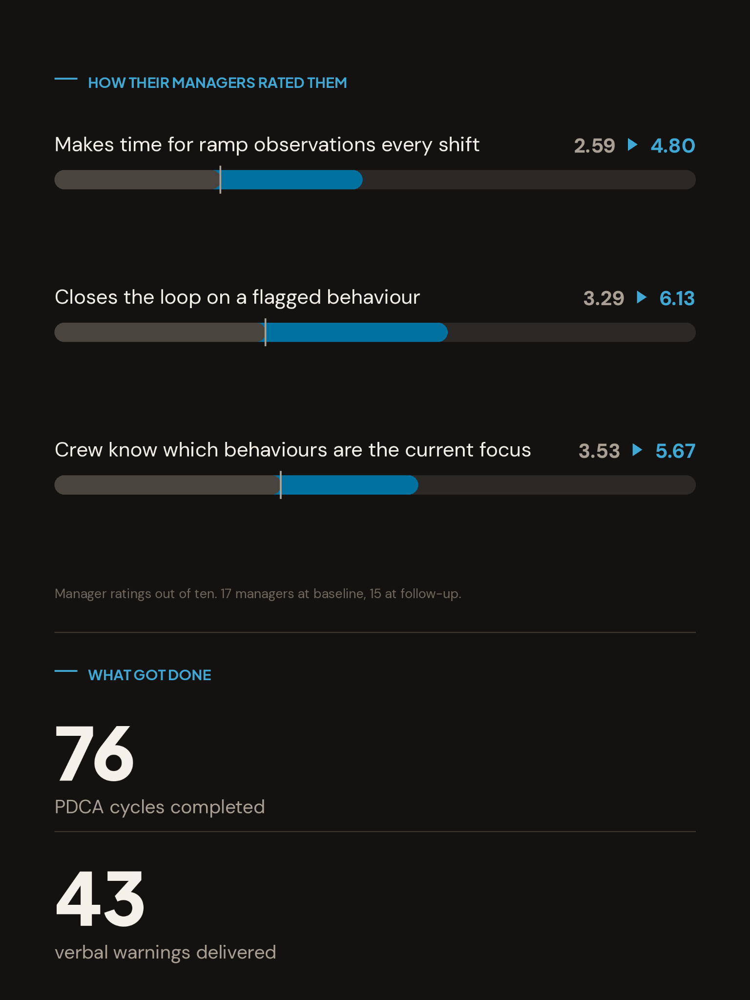 HOW THEIR MANAGERS RATED THEM
Makes time for ramp observations every shift 2.59 ▶ 4.80
Closes the loop on a flagged behaviour 3.29 ▶ 6.13
Crew know which behaviours are the current focus 3.53 ▶ 5.67
Manager ratings out of ten. 17 managers at baseline, 15 at follow-up.
WHAT GOT DONE
76
PDCA cycles completed
43
verbal warnings delivered